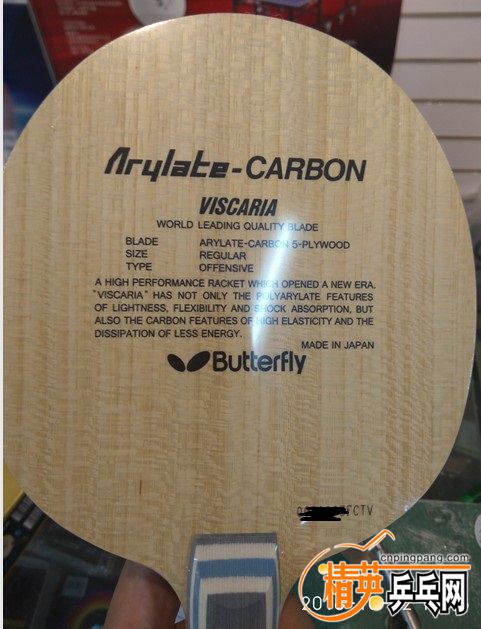 Arylate-CARBON
VISCARIA
WORLD LEADING QUALITY BLADE
BLADE ARYLATE-CARBON 5-PLYWOOD
SIZE REGULAR
TYPE OFFENSIVE
A HIGH PERFORMANCE RACKET WHICH OPENED A NEW ERA.
"VISCARIA" HAS NOT ONLY THE POLYARYLATE FEATURES
OF LIGHTNESS, FLEXIBILITY AND SHOCK ABSORPTION, BUT
ALSO THE CARBON FEATURES OF HIGH ELASTICITY AND THE
DISSIPATION OF LESS ENERGY.
MADE IN JAPAN
Butterfly
cnpingpang.com
精英乒乓网